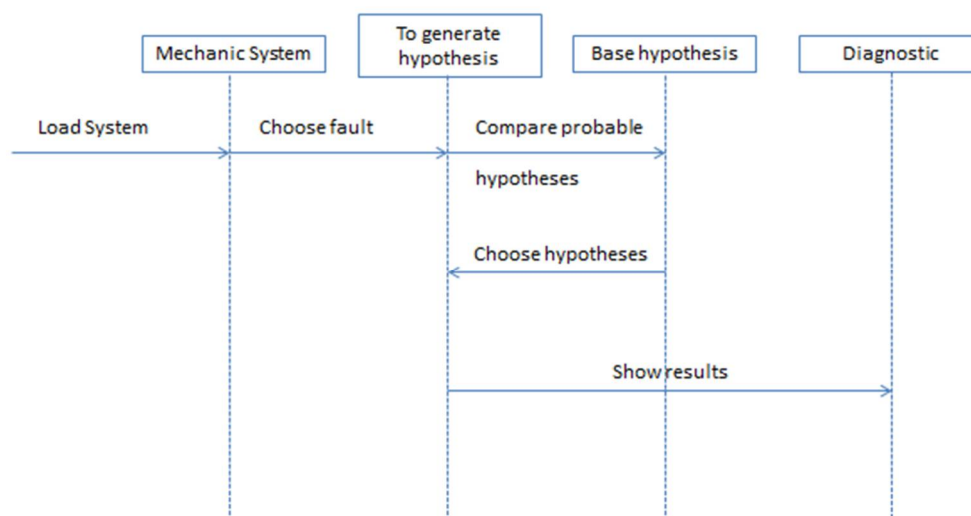 Mechanic System
To generate
hypothesis
Base hypothesis
Diagnostic
Load System
Choose fault
Compare probable
hypotheses
Choose hypotheses
Show results